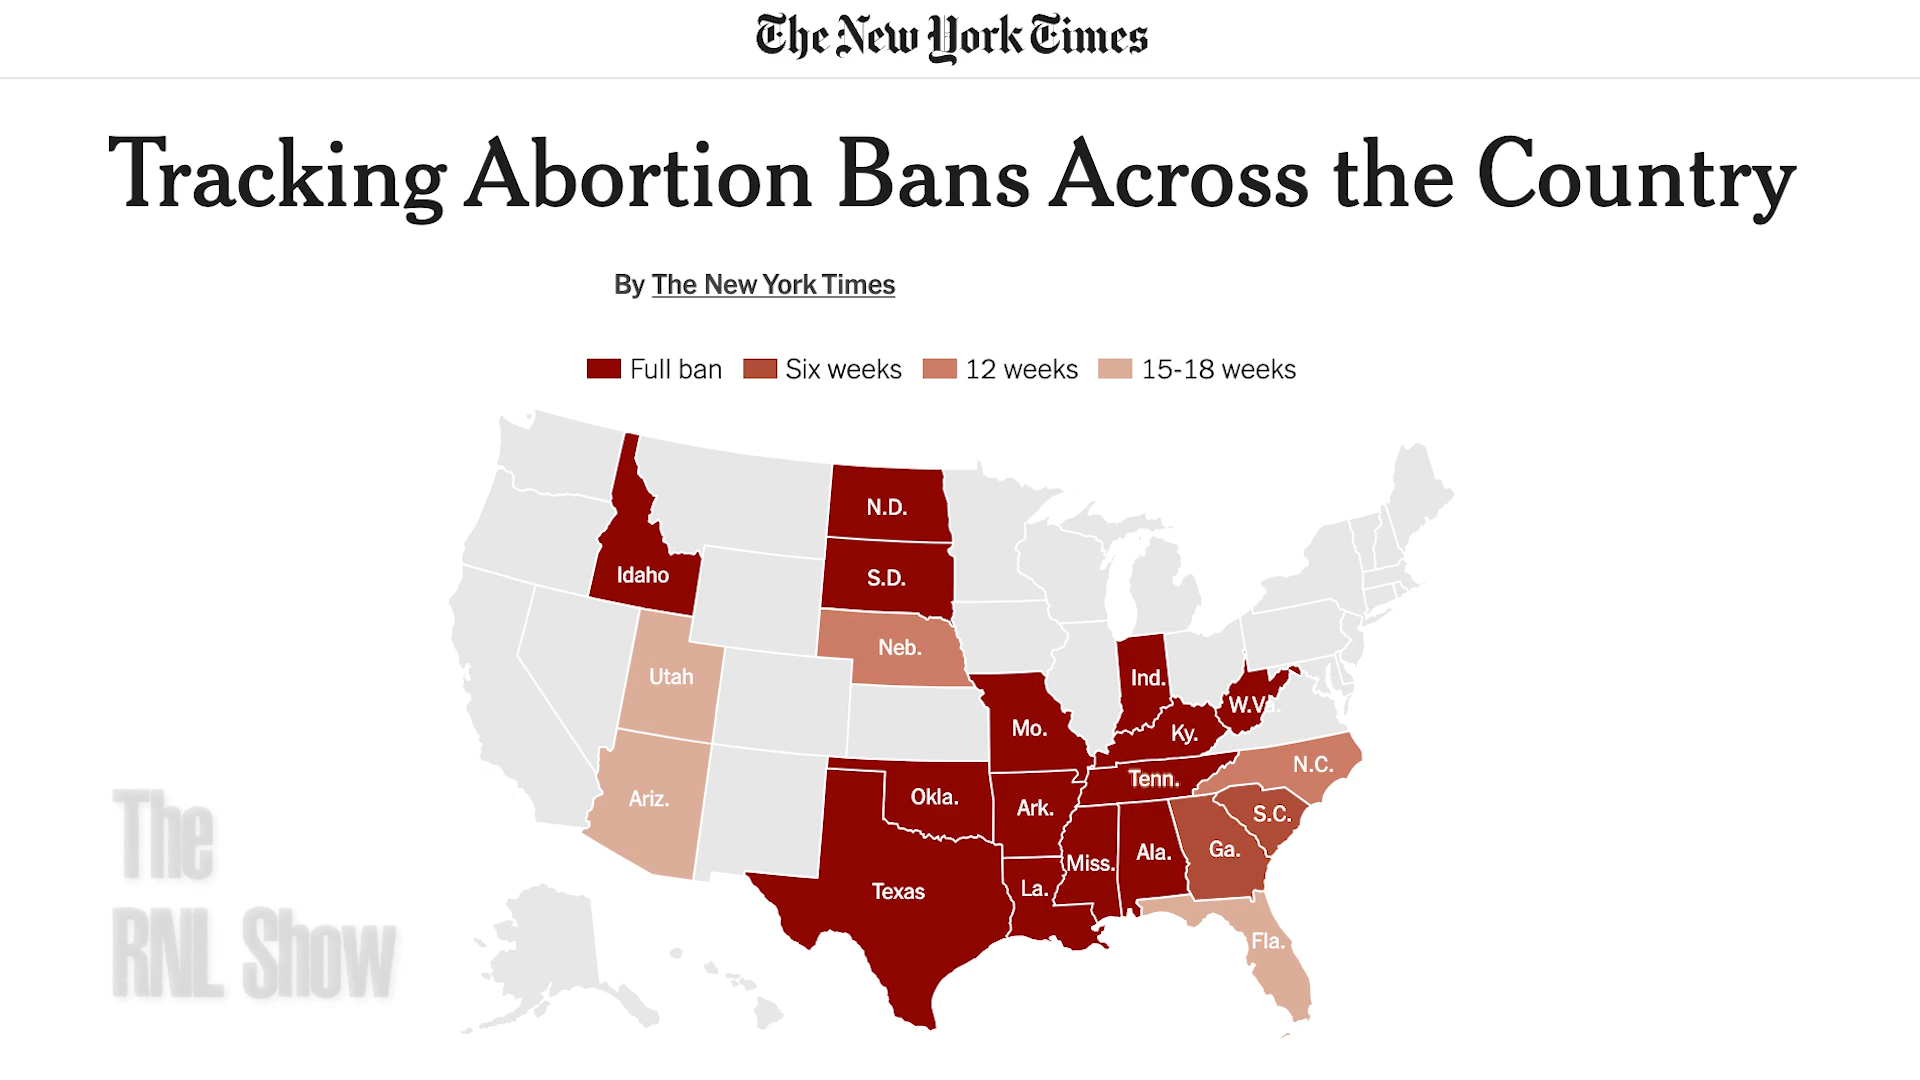 The New York Times
Tracking Abortion Bans Across the Country
By The New York Times
Full ban Six weeks 12 weeks 15-18 weeks
N.D.
Idaho
S.D.
Neb.
Utah
Ind.
W.Va.
Mo.
Ky.
N.C.
Tenn.
Ariz.
Okla.
Ark.
S.C.
Ga.
Ala.
Miss.
La.
Texas
Fla.
The
RNL Show